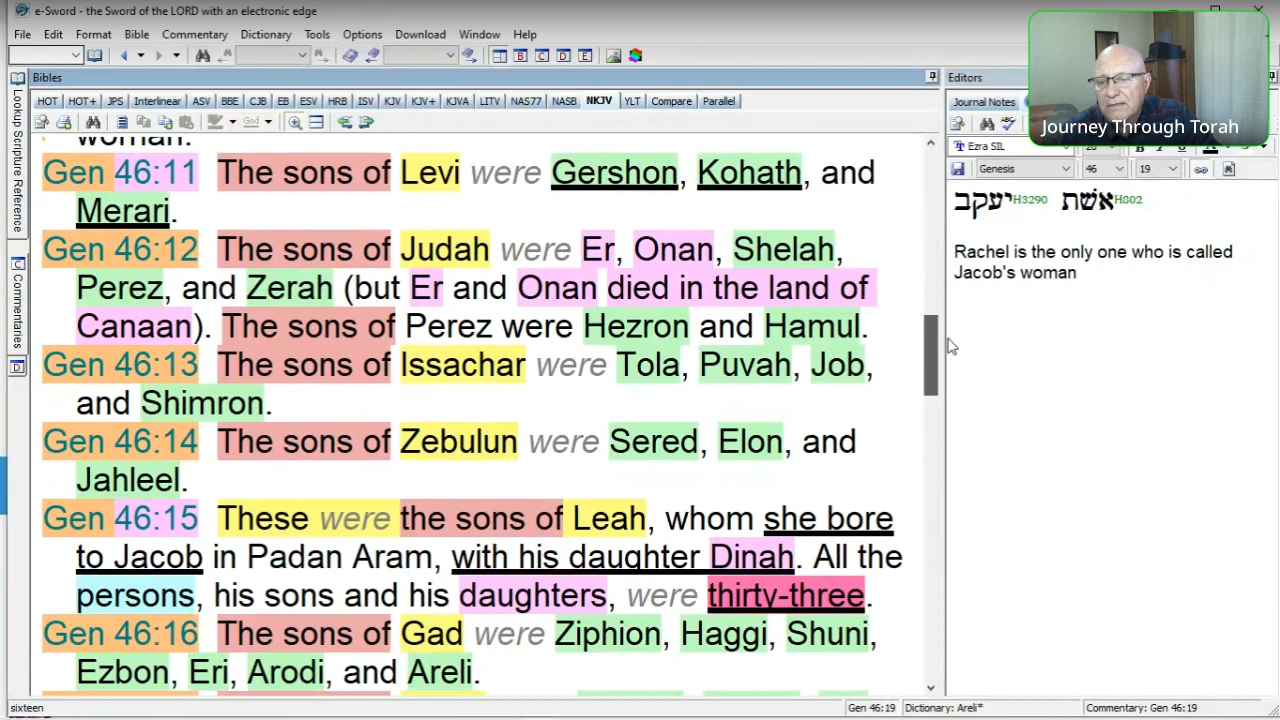 e-Sword - the Sword of the LORD with an electronic edge
File Edit Format Bible Commentary Dictionary Tools Options Download Window Help
Bibles
HOT HOT+ JPS Interlinear ASV BBE CJB EB ESV HRB ISV KJV KJV+ KJVA LITV NAS77 NASB NKJV YLT Compare Parallel
God
woman.
Gen 46:11 The sons of Levi were Gershon, Kohath, and
Merari.
Gen 46:12 The sons of Judah were Er, Onan, Shelah,
Perez, and Zerah (but Er and Onan died in the land of
Canaan). The sons of Perez were Hezron and Hamul.
Gen 46:13 The sons of Issachar were Tola, Puvah, Job,
and Shimron.
Gen 46:14 The sons of Zebulun were Sered, Elon, and
Jahleel.
Gen 46:15 These were the sons of Leah, whom she bore
to Jacob in Padan Aram, with his daughter Dinah. All the
persons, his sons and his daughters, were thirty-three.
Gen 46:16 The sons of Gad were Ziphion, Haggi, Shuni,
Ezbon, Eri, Arodi, and Areli.
Lookup Scripture Reference
C Commentaries
D
Editors
Journal Notes
Journey Through Torah
Ezra SIL
Genesis 46 19
אשׁת H802 יעקב H3290
Rachel is the only one who is called
Jacob's woman
sixteen
Gen 46:19 Dictionary: Areli* Commentary: Gen 46:19